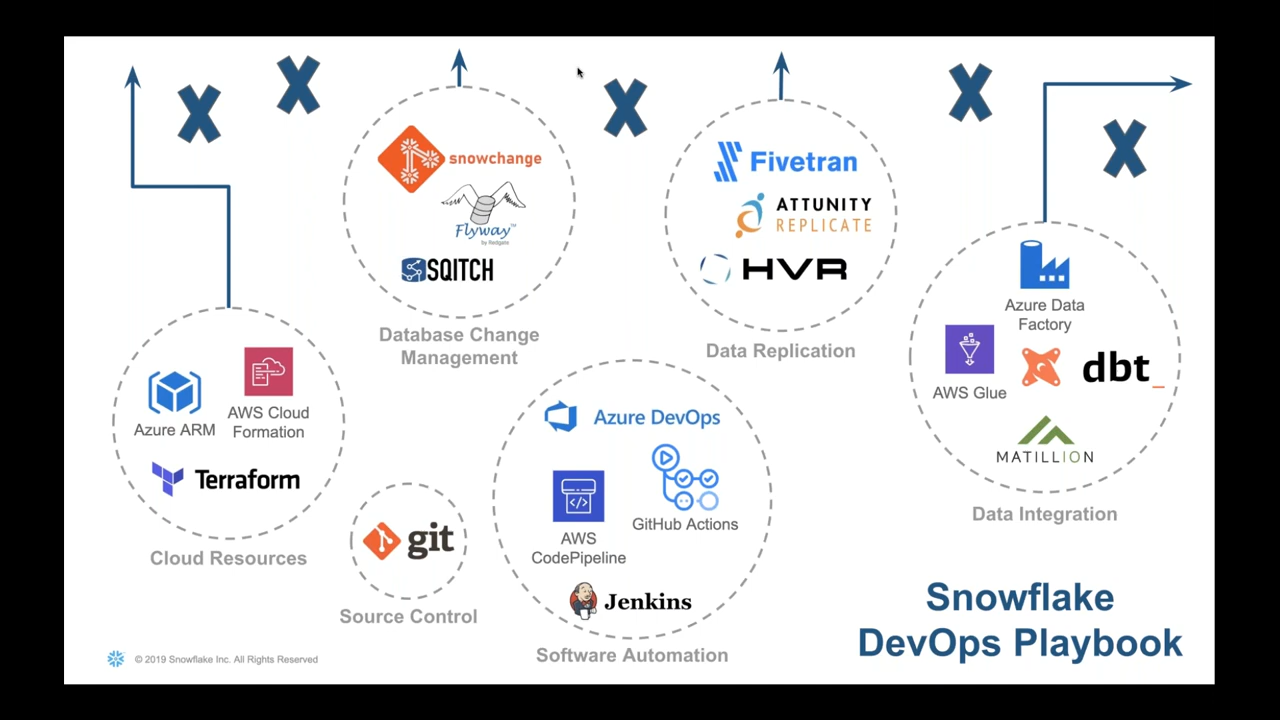 snowchange
Flyway™
by Redgate
SQITCH
Database Change
Management
Fivetran
ATTUNITY
REPLICATE
HVR
Data Replication
Azure Data
Factory
AWS Glue
dbt_
MATILLION
Data Integration
Azure ARM
AWS Cloud
Formation
Terraform
Cloud Resources
git
Source Control
Azure DevOps
GitHub Actions
AWS
CodePipeline
Jenkins
Software Automation
Snowflake
DevOps Playbook
© 2019 Snowflake Inc. All Rights Reserved